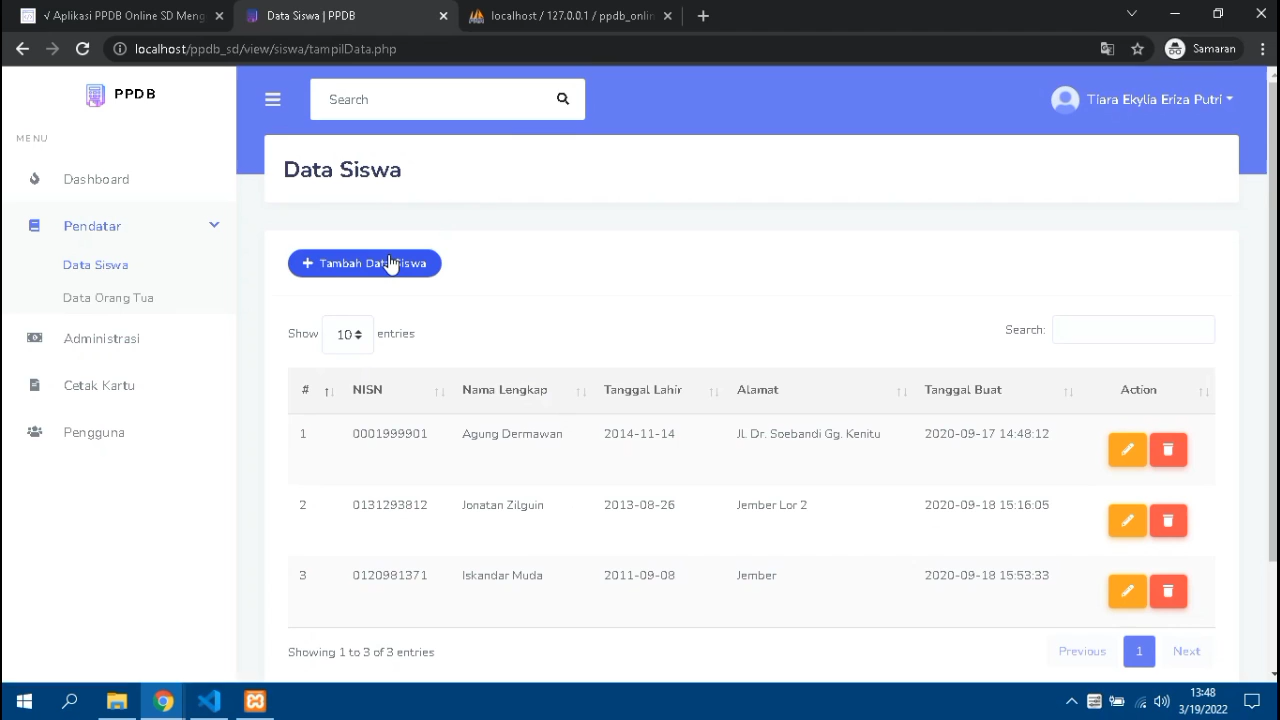 √ Aplikasi PPDB Online SD Meng
Data Siswa | PPDB
localhost / 127.0.0.1 / ppdb_onlin
localhost/ppdb_sd/view/siswa/tampilData.php
Samaran
PPDB
Search
Tiara Ekylia Eriza Putri
MENU
Data Siswa
Dashboard
Pendatar
Data Siswa
Data Orang Tua
Administrasi
Cetak Kartu
Pengguna
+ Tambah Data Siswa
Show 10 entries
Search:
# NISN Nama Lengkap Tanggal Lahir Alamat Tanggal Buat Action
1 0001999901 Agung Dermawan 2014-11-14 Jl. Dr. Soebandi Gg. Kenitu 2020-09-17 14:48:12
2 0131293812 Jonatan Zilguin 2013-08-26 Jember Lor 2 2020-09-18 15:16:05
3 0120981371 Iskandar Muda 2011-09-08 Jember 2020-09-18 15:53:33
Showing 1 to 3 of 3 entries
Previous 1 Next
13:48
3/19/2022